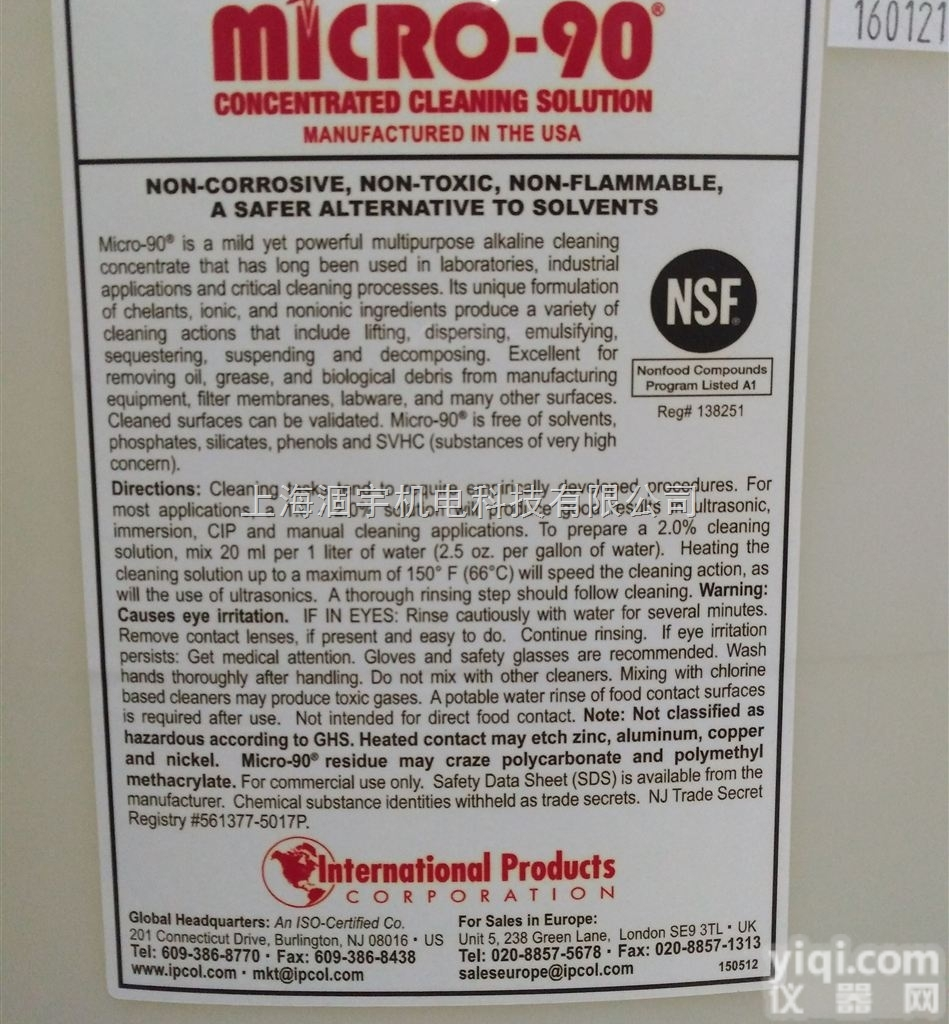 160121
MICRO-90®
CONCENTRATED CLEANING SOLUTION
MANUFACTURED IN THE USA
NON-CORROSIVE, NON-TOXIC, NON-FLAMMABLE,
A SAFER ALTERNATIVE TO SOLVENTS
Micro-90® is a mild yet powerful multipurpose alkaline cleaning
concentrate that has long been used in laboratories, industrial
applications and critical cleaning processes. Its unique formulation
of chelants, ionic, and nonionic ingredients produce a variety of
cleaning actions that include lifting, dispersing, emulsifying,
sequestering, suspending and decomposing. Excellent for
removing oil, grease, and biological debris from manufacturing
equipment, filter membranes, labware, and many other surfaces.
Cleaned surfaces can be validated. Micro-90® is free of solvents,
phosphates, silicates, phenols and SVHC (substances of very high
concern).
NSF®
Nonfood Compounds
Program Listed A1
Reg# 138251
Directions: Cleaning tasks tend to require empirically developed procedures. For
most applications, a solution will produce good results in ultrasonic,
immersion, CIP and manual cleaning applications. To prepare a 2.0% cleaning
solution, mix 20 ml per 1 liter of water (2.5 oz. per gallon of water). Heating the
cleaning solution up to a maximum of 150° F (66°C) will speed the cleaning action, as
will the use of ultrasonics. A thorough rinsing step should follow cleaning. Warning:
Causes eye irritation. IF IN EYES: Rinse cautiously with water for several minutes.
Remove contact lenses, if present and easy to do. Continue rinsing. If eye irritation
persists: Get medical attention. Gloves and safety glasses are recommended. Wash
hands thoroughly after handling. Do not mix with other cleaners. Mixing with chlorine
based cleaners may produce toxic gases. A potable water rinse of food contact surfaces
is required after use. Not intended for direct food contact. Note: Not classified as
hazardous according to GHS. Heated contact may etch zinc, aluminum, copper
and nickel. Micro-90® residue may craze polycarbonate and polymethyl
methacrylate. For commercial use only. Safety Data Sheet (SDS) is available from the
manufacturer. Chemical substance identities withheld as trade secrets. NJ Trade Secret
Registry #561377-5017P.
上海涸宇机电科技有限公司
International Products
CORPORATION
Global Headquarters: An ISO-Certified Co.
201 Connecticut Drive, Burlington, NJ 08016 · US
Tel: 609-386-8770 · Fax: 609-386-8438
www.ipcol.com · mkt@ipcol.com
For Sales in Europe:
Unit 5, 238 Green Lane, London SE9 3TL · UK
Tel: 020-8857-5678 · Fax: 020-8857-1313
saleseurope@ipcol.com
150512
yiqi.com
仪器网